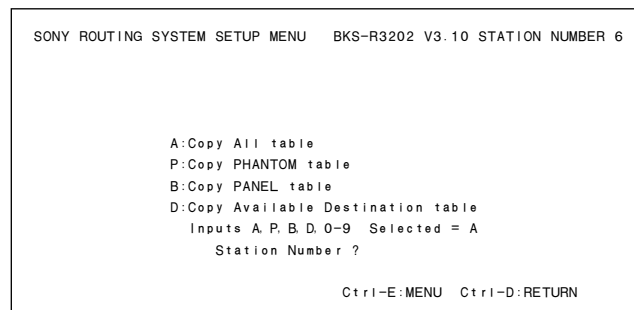 SONY ROUTING SYSTEM SETUP MENU BKS-R3202 V3.10 STATION NUMBER 6
A:Copy All table
P:Copy PHANTOM table
B:Copy PANEL table
D:Copy Available Destination table
Inputs A,P,B,D,0-9 Selected = A
Station Number ?
Ctrl-E:MENU Ctrl-D:RETURN